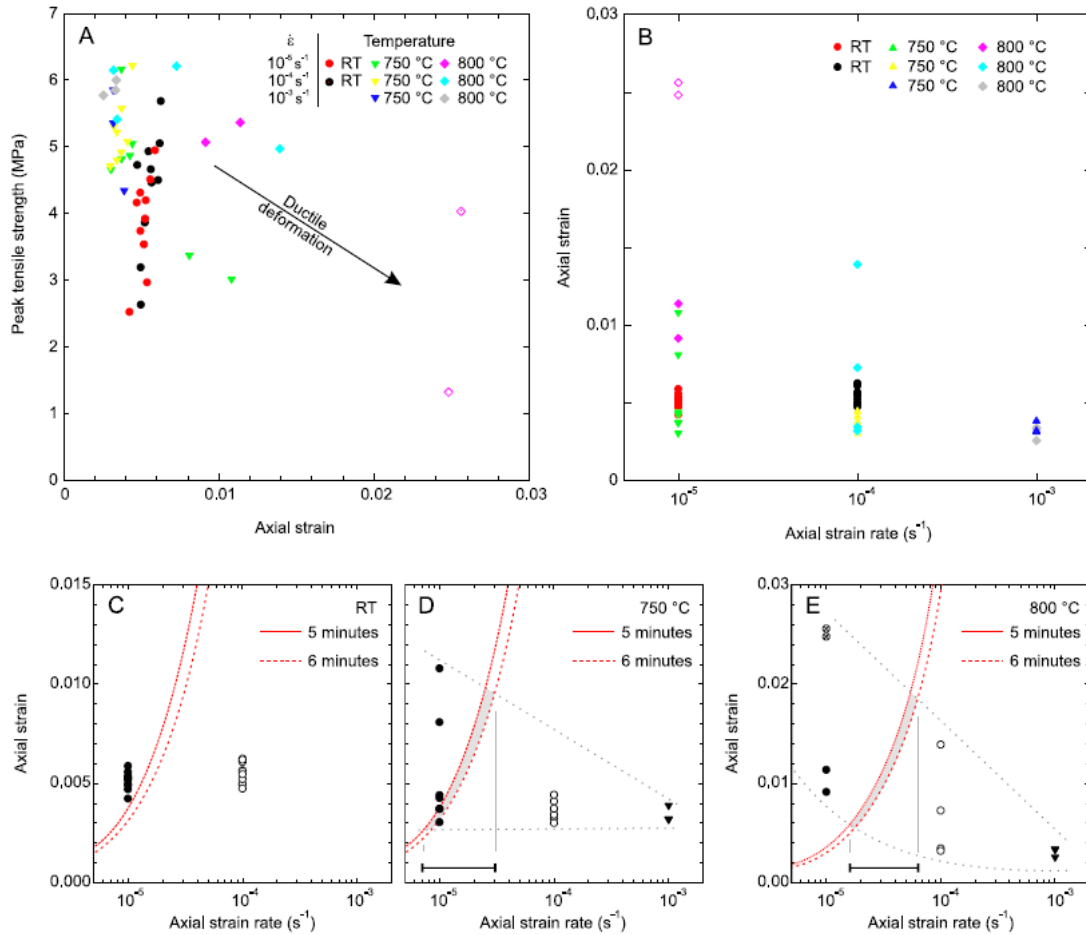 A
ε̇ Temperature
10⁻⁵ s⁻¹ RT 750 °C 800 °C
10⁻⁴ s⁻¹ RT 750 °C 800 °C
10⁻³ s⁻¹ 750 °C 800 °C
7
6
5
4
3
2
1
0
Peak tensile strength (MPa)
Ductile
deformation
0 0.01 0.02 0.03
Axial strain
B
RT 750 °C 800 °C
RT 750 °C 800 °C
750 °C 800 °C
0.03
0.02
0.01
0
Axial strain
10⁻⁵ 10⁻⁴ 10⁻³
Axial strain rate (s⁻¹)
C RT
5 minutes
6 minutes
0.015
0.010
0.005
0.000
Axial strain
10⁻⁵ 10⁻⁴ 10⁻³
Axial strain rate (s⁻¹)
D 750 °C
5 minutes
6 minutes
10⁻⁵ 10⁻⁴ 10⁻³
Axial strain rate (s⁻¹)
E 800 °C
5 minutes
6 minutes
0.03
0.02
0.01
0.00
Axial strain
10⁻⁵ 10⁻⁴ 10⁻³
Axial strain rate (s⁻¹)